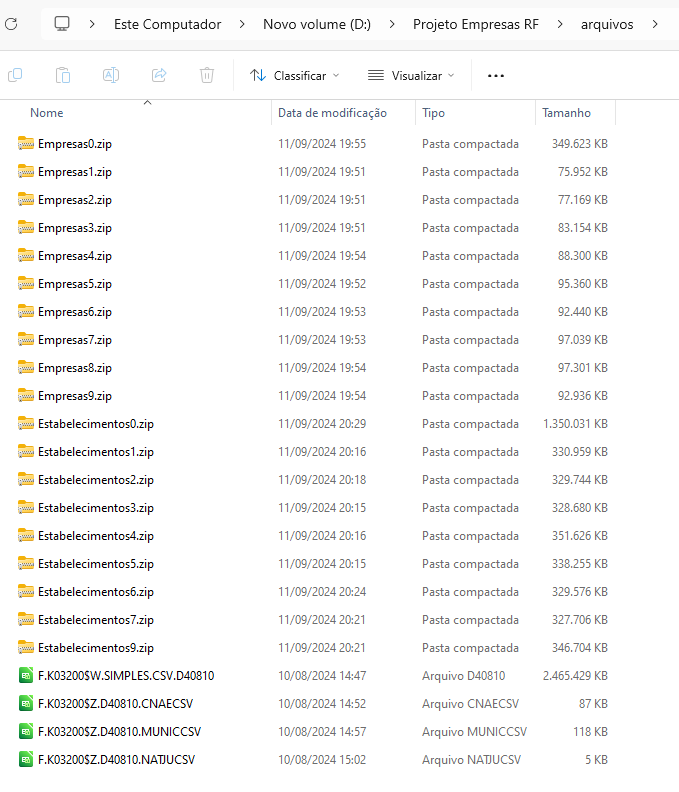 Este Computador > Novo volume (D:) > Projeto Empresas RF > arquivos >
Classificar Visualizar
Nome Data de modificação Tipo Tamanho
Empresas0.zip 11/09/2024 19:55 Pasta compactada 349.623 KB
Empresas1.zip 11/09/2024 19:51 Pasta compactada 75.952 KB
Empresas2.zip 11/09/2024 19:51 Pasta compactada 77.169 KB
Empresas3.zip 11/09/2024 19:51 Pasta compactada 83.154 KB
Empresas4.zip 11/09/2024 19:54 Pasta compactada 88.300 KB
Empresas5.zip 11/09/2024 19:52 Pasta compactada 95.360 KB
Empresas6.zip 11/09/2024 19:53 Pasta compactada 92.440 KB
Empresas7.zip 11/09/2024 19:53 Pasta compactada 97.039 KB
Empresas8.zip 11/09/2024 19:54 Pasta compactada 97.301 KB
Empresas9.zip 11/09/2024 19:54 Pasta compactada 92.936 KB
Estabelecimentos0.zip 11/09/2024 20:29 Pasta compactada 1.350.031 KB
Estabelecimentos1.zip 11/09/2024 20:16 Pasta compactada 330.959 KB
Estabelecimentos2.zip 11/09/2024 20:18 Pasta compactada 329.744 KB
Estabelecimentos3.zip 11/09/2024 20:15 Pasta compactada 328.680 KB
Estabelecimentos4.zip 11/09/2024 20:16 Pasta compactada 351.626 KB
Estabelecimentos5.zip 11/09/2024 20:15 Pasta compactada 338.255 KB
Estabelecimentos6.zip 11/09/2024 20:24 Pasta compactada 329.576 KB
Estabelecimentos7.zip 11/09/2024 20:21 Pasta compactada 327.706 KB
Estabelecimentos9.zip 11/09/2024 20:21 Pasta compactada 346.704 KB
F.K03200$W.SIMPLES.CSV.D40810 10/08/2024 14:47 Arquivo D40810 2.465.429 KB
F.K03200$Z.D40810.CNAECSV 10/08/2024 14:52 Arquivo CNAECSV 87 KB
F.K03200$Z.D40810.MUNICCSV 10/08/2024 14:57 Arquivo MUNICCSV 118 KB
F.K03200$Z.D40810.NATJUCSV 10/08/2024 15:02 Arquivo NATJUCSV 5 KB